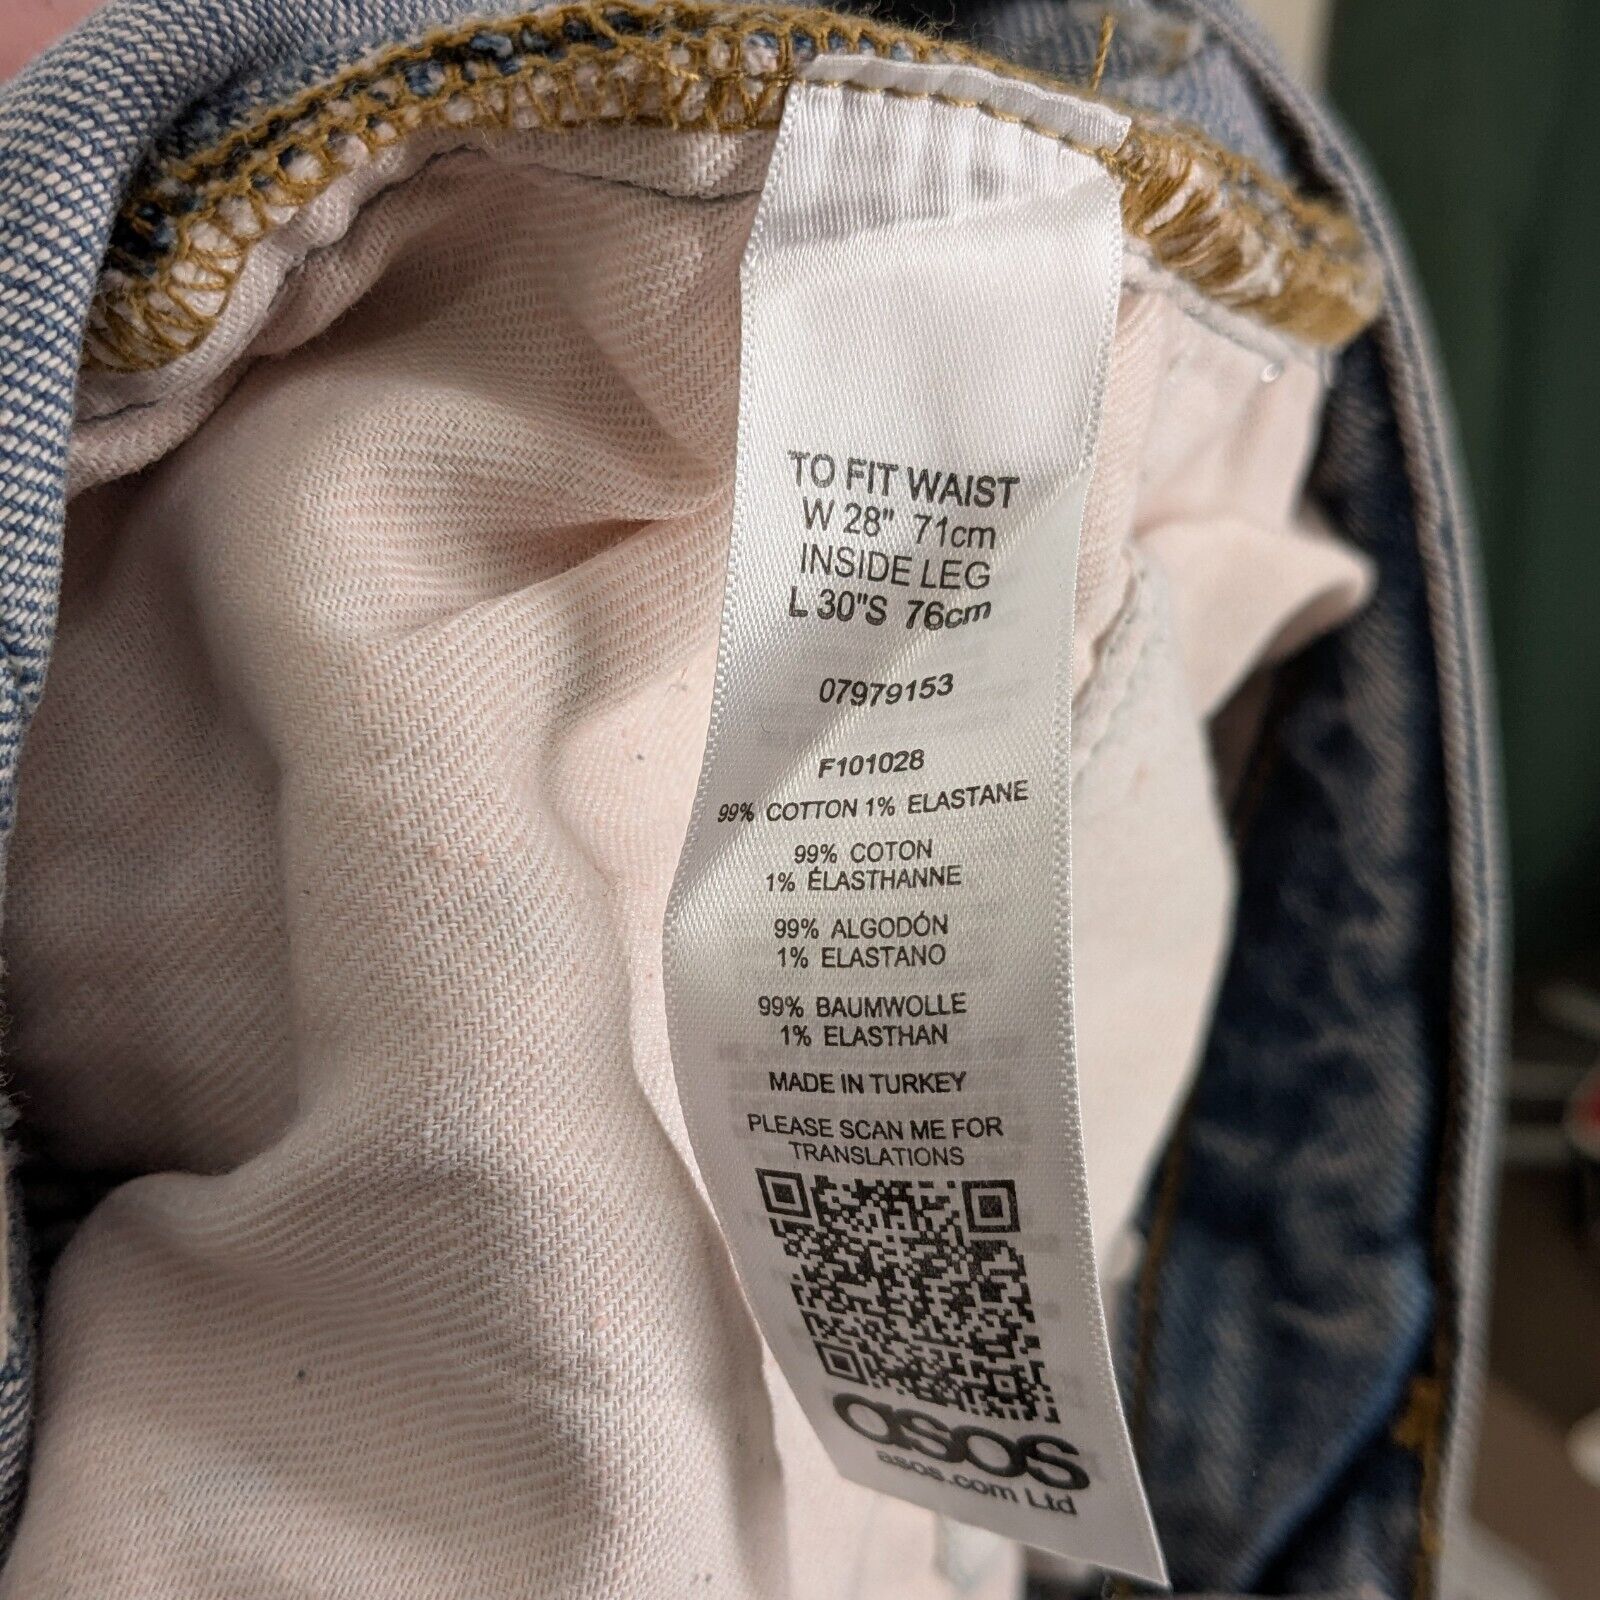 TO FIT WAIST
W 28" 71cm
INSIDE LEG
L 30"S 76cm
07979153
F101028
99% COTTON 1% ELASTANE
99% COTON
1% ÉLASTHANNE
99% ALGODÓN
1% ELASTANO
99% BAUMWOLLE
1% ELASTHAN
MADE IN TURKEY
PLEASE SCAN ME FOR
TRANSLATIONS
asos
asos.com Ltd